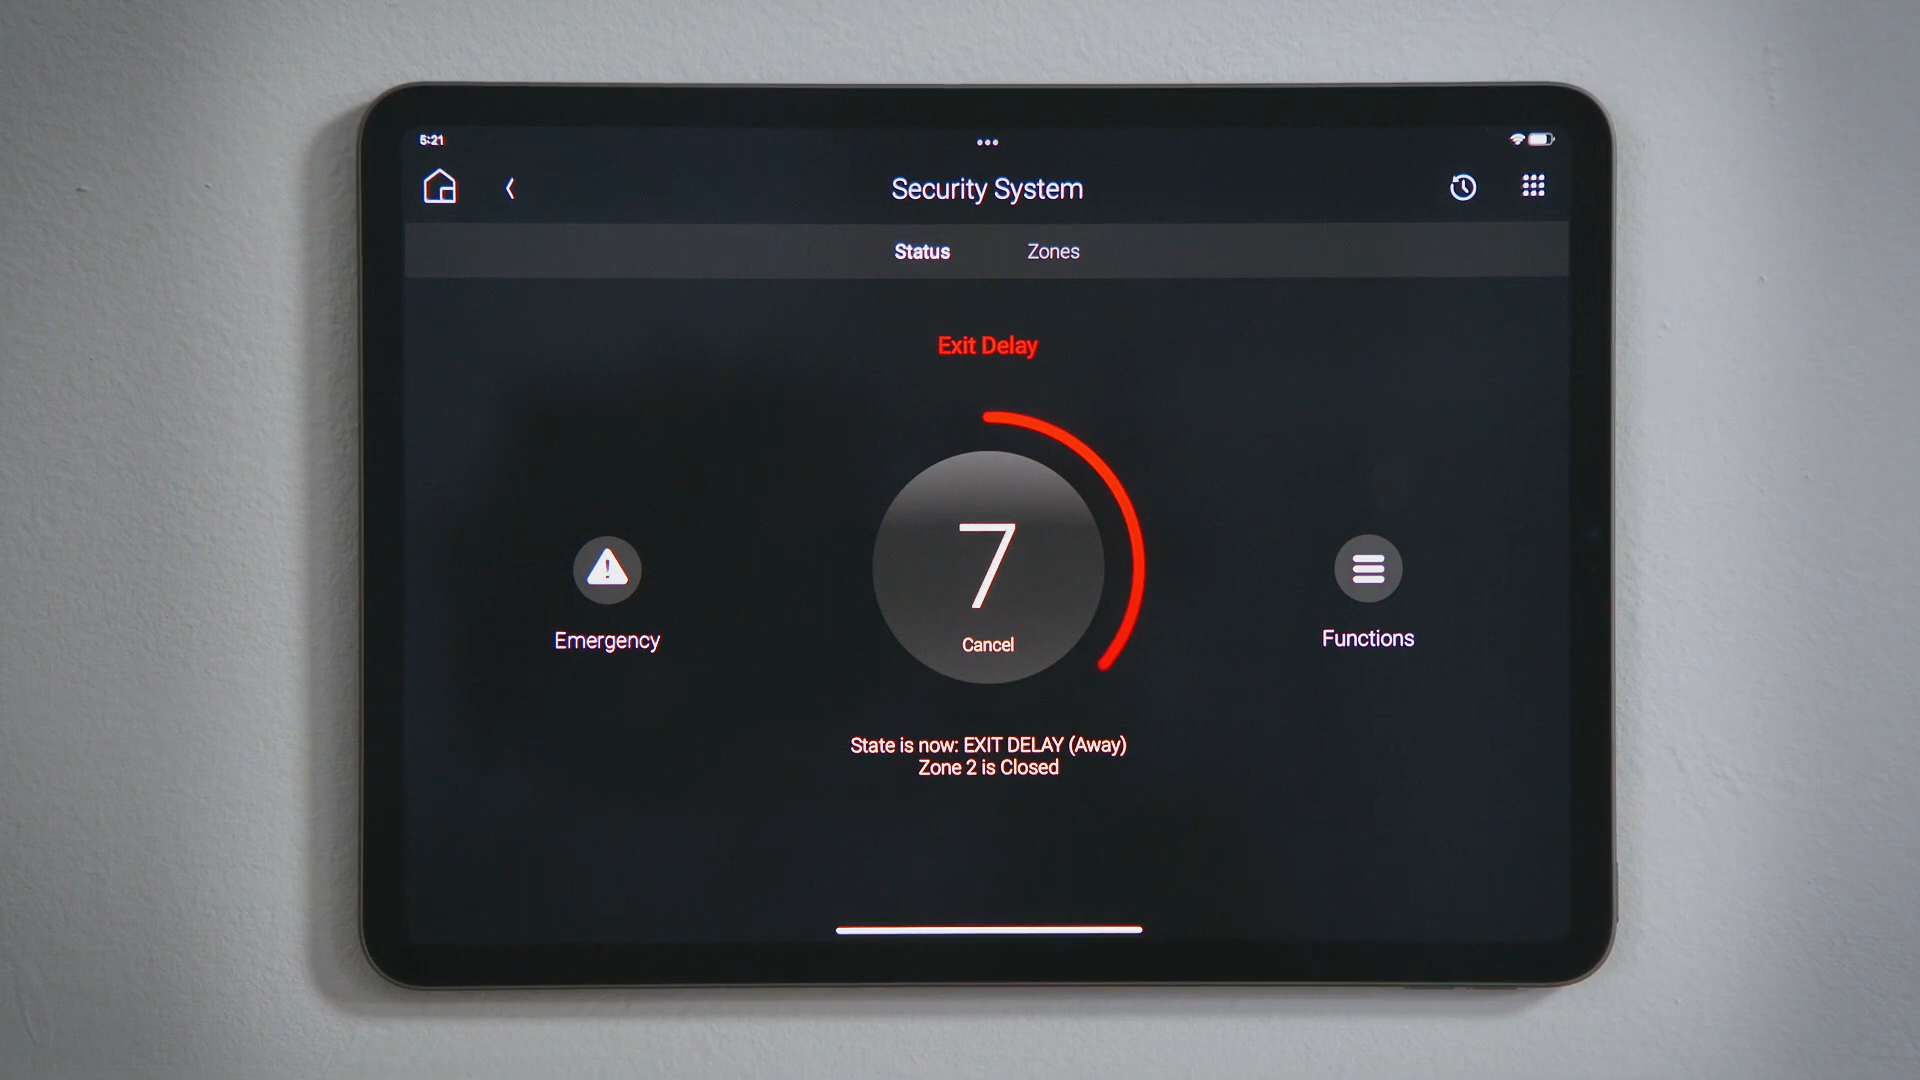 5:21
Security System
Status Zones
Exit Delay
7
Cancel
Emergency
Functions
State is now: EXIT DELAY (Away)
Zone 2 is Closed